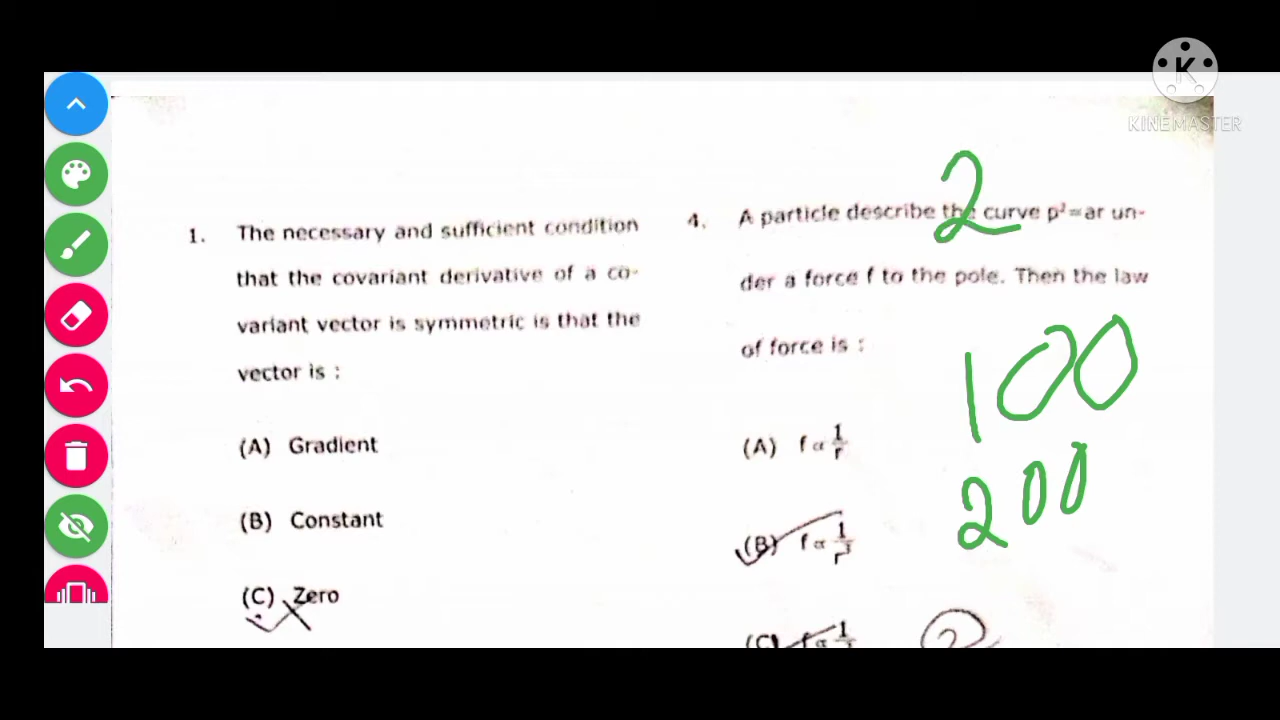 K
KINEMASTER
1. The necessary and sufficient condition
that the covariant derivative of a co-
variant vector is symmetric is that the
vector is :
(A) Gradient
(B) Constant
(C) Zero
4. A particle describe the curve p²=ar un-
der a force f to the pole. Then the law
of force is :
(A) f ∝ 1/r
(B) f ∝ 1/r³
(C) f ∝ 1/
2
100
200
2